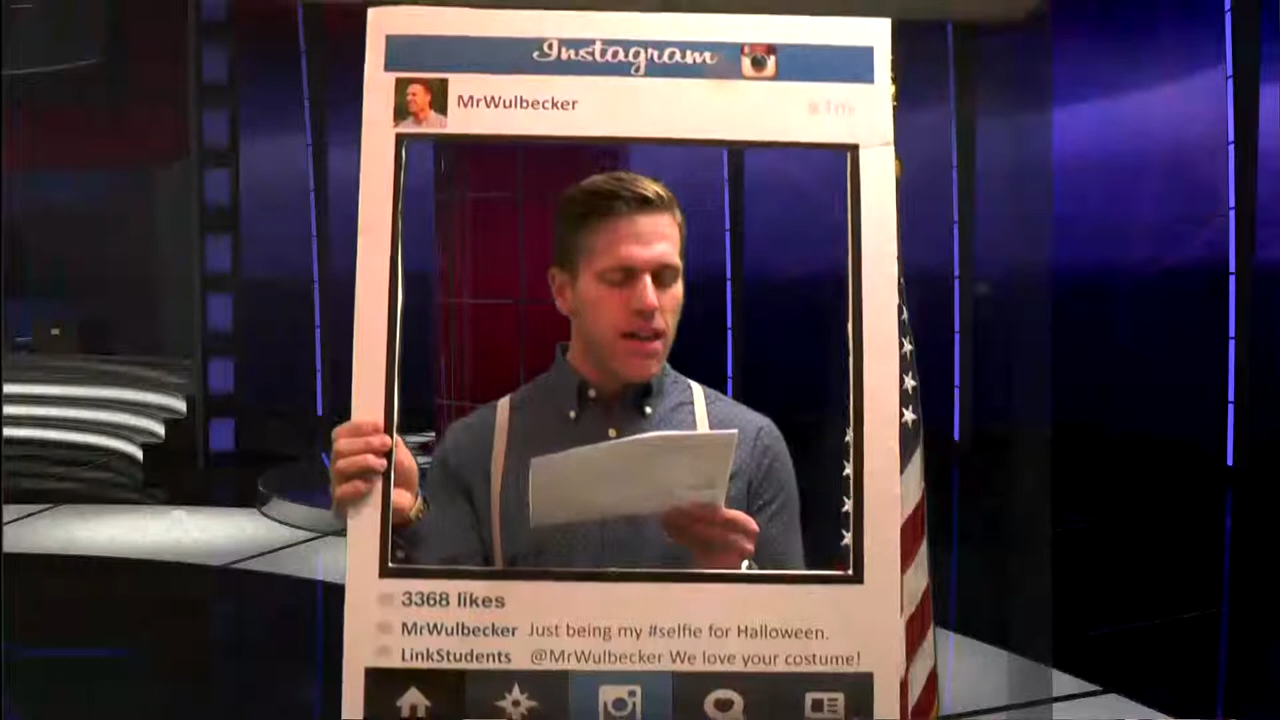 Instagram
MrWulbecker
3368 likes
MrWulbecker Just being my #selfie for Halloween.
LinkStudents @MrWulbecker We love your costume!